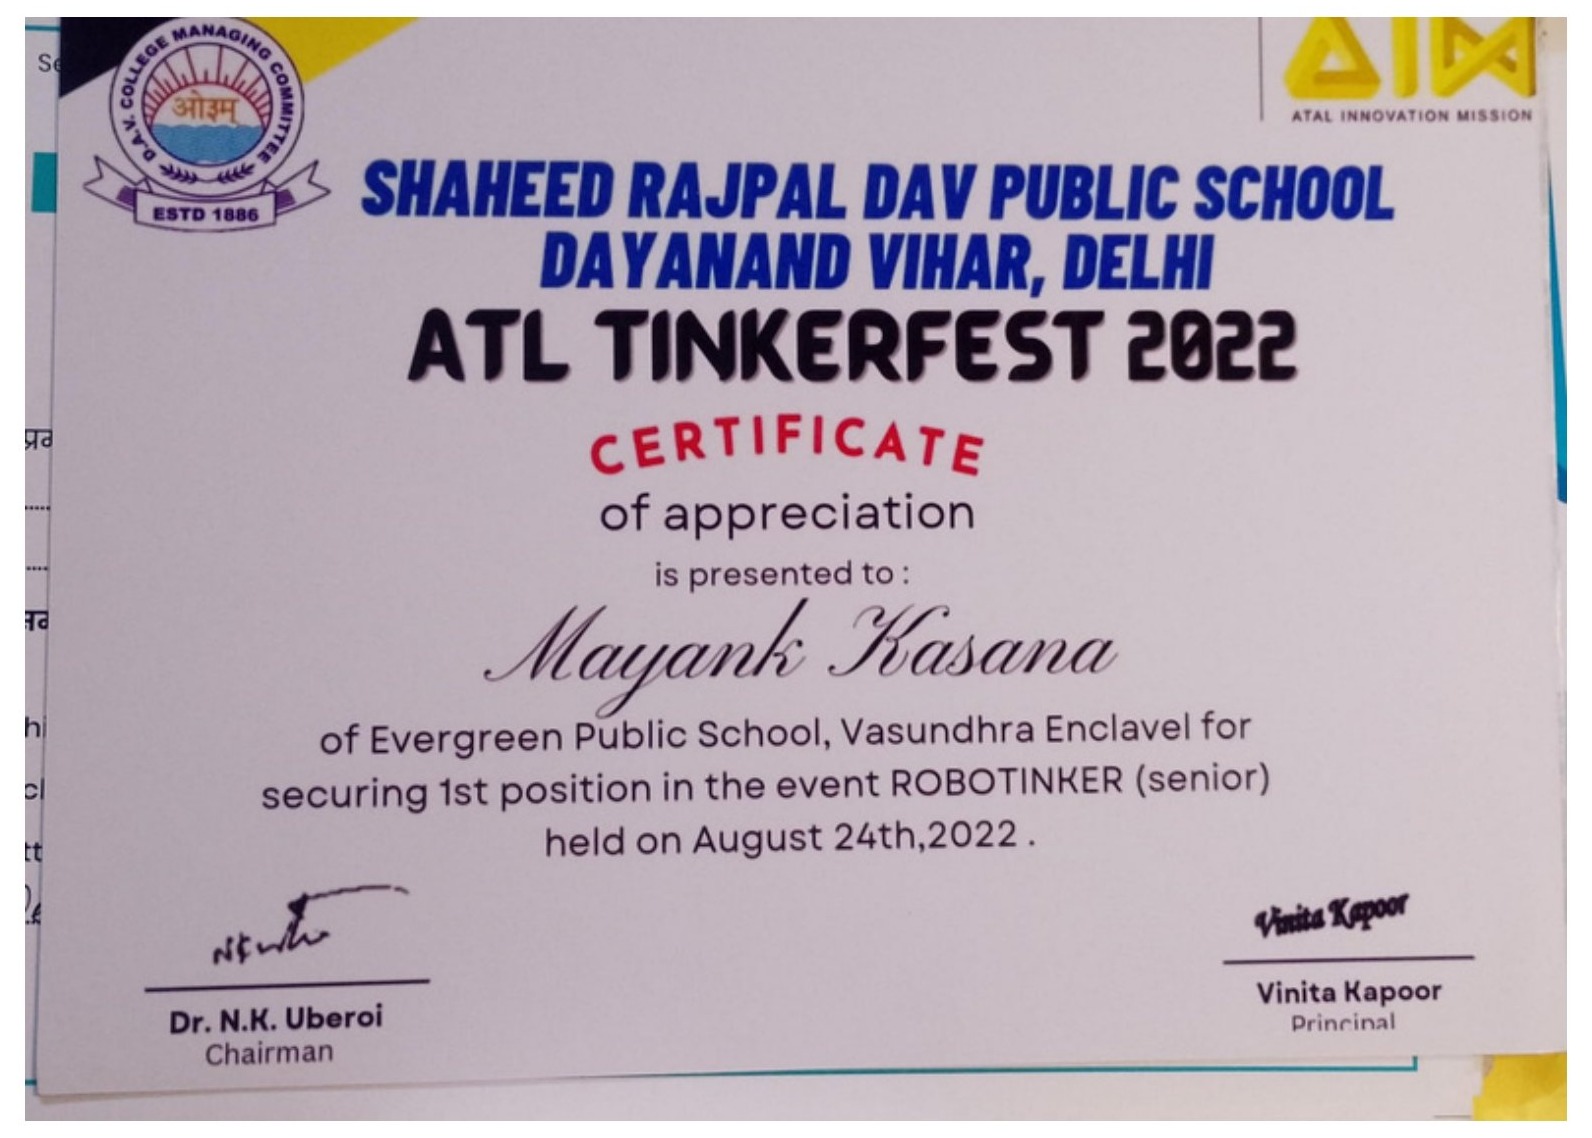 D.A.V. COLLEGE MANAGING COMMITTEE
ओ३म्
ESTD 1886
ATAL INNOVATION MISSION
SHAHEED RAJPAL DAV PUBLIC SCHOOL
DAYANAND VIHAR, DELHI
ATL TINKERFEST 2022
CERTIFICATE
of appreciation
is presented to :
Mayank Kasana
of Evergreen Public School, Vasundhra Enclavel for
securing 1st position in the event ROBOTINKER (senior)
held on August 24th,2022 .
Vinita Kapoor
Dr. N.K. Uberoi
Chairman
Vinita Kapoor
Principal